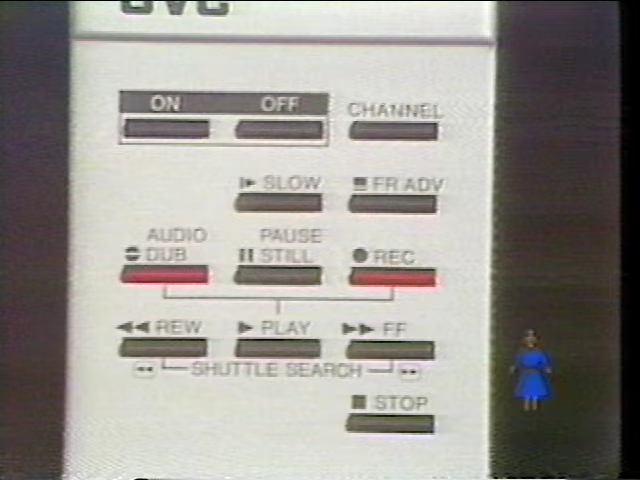 ON OFF CHANNEL
SLOW FR ADV
AUDIO DUB PAUSE STILL REC
REW PLAY FF
SHUTTLE SEARCH
STOP